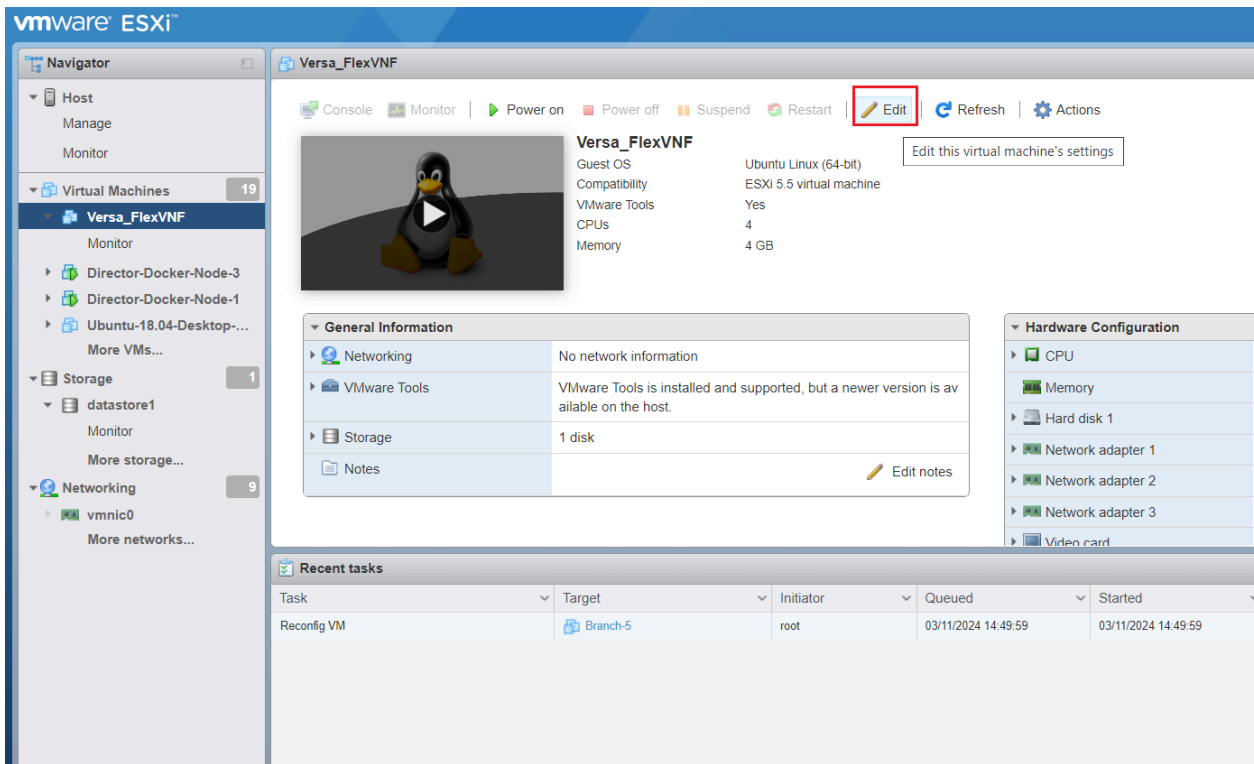 vmware ESXi™
Navigator
Host
Manage
Monitor
Virtual Machines 19
Versa_FlexVNF
Monitor
Director-Docker-Node-3
Director-Docker-Node-1
Ubuntu-18.04-Desktop-...
More VMs...
Storage 1
datastore1
Monitor
More storage...
Networking 9
vmnic0
More networks...
Versa_FlexVNF
Console Monitor Power on Power off Suspend Restart Edit Refresh Actions
Edit this virtual machine's settings
Versa_FlexVNF
Guest OS Ubuntu Linux (64-bit)
Compatibility ESXi 5.5 virtual machine
VMware Tools Yes
CPUs 4
Memory 4 GB
General Information
Networking No network information
VMware Tools VMware Tools is installed and supported, but a newer version is av
ailable on the host.
Storage 1 disk
Notes Edit notes
Hardware Configuration
CPU
Memory
Hard disk 1
Network adapter 1
Network adapter 2
Network adapter 3
Video card
Recent tasks
Task Target Initiator Queued Started
Reconfig VM Branch-5 root 03/11/2024 14:49:59 03/11/2024 14:49:59